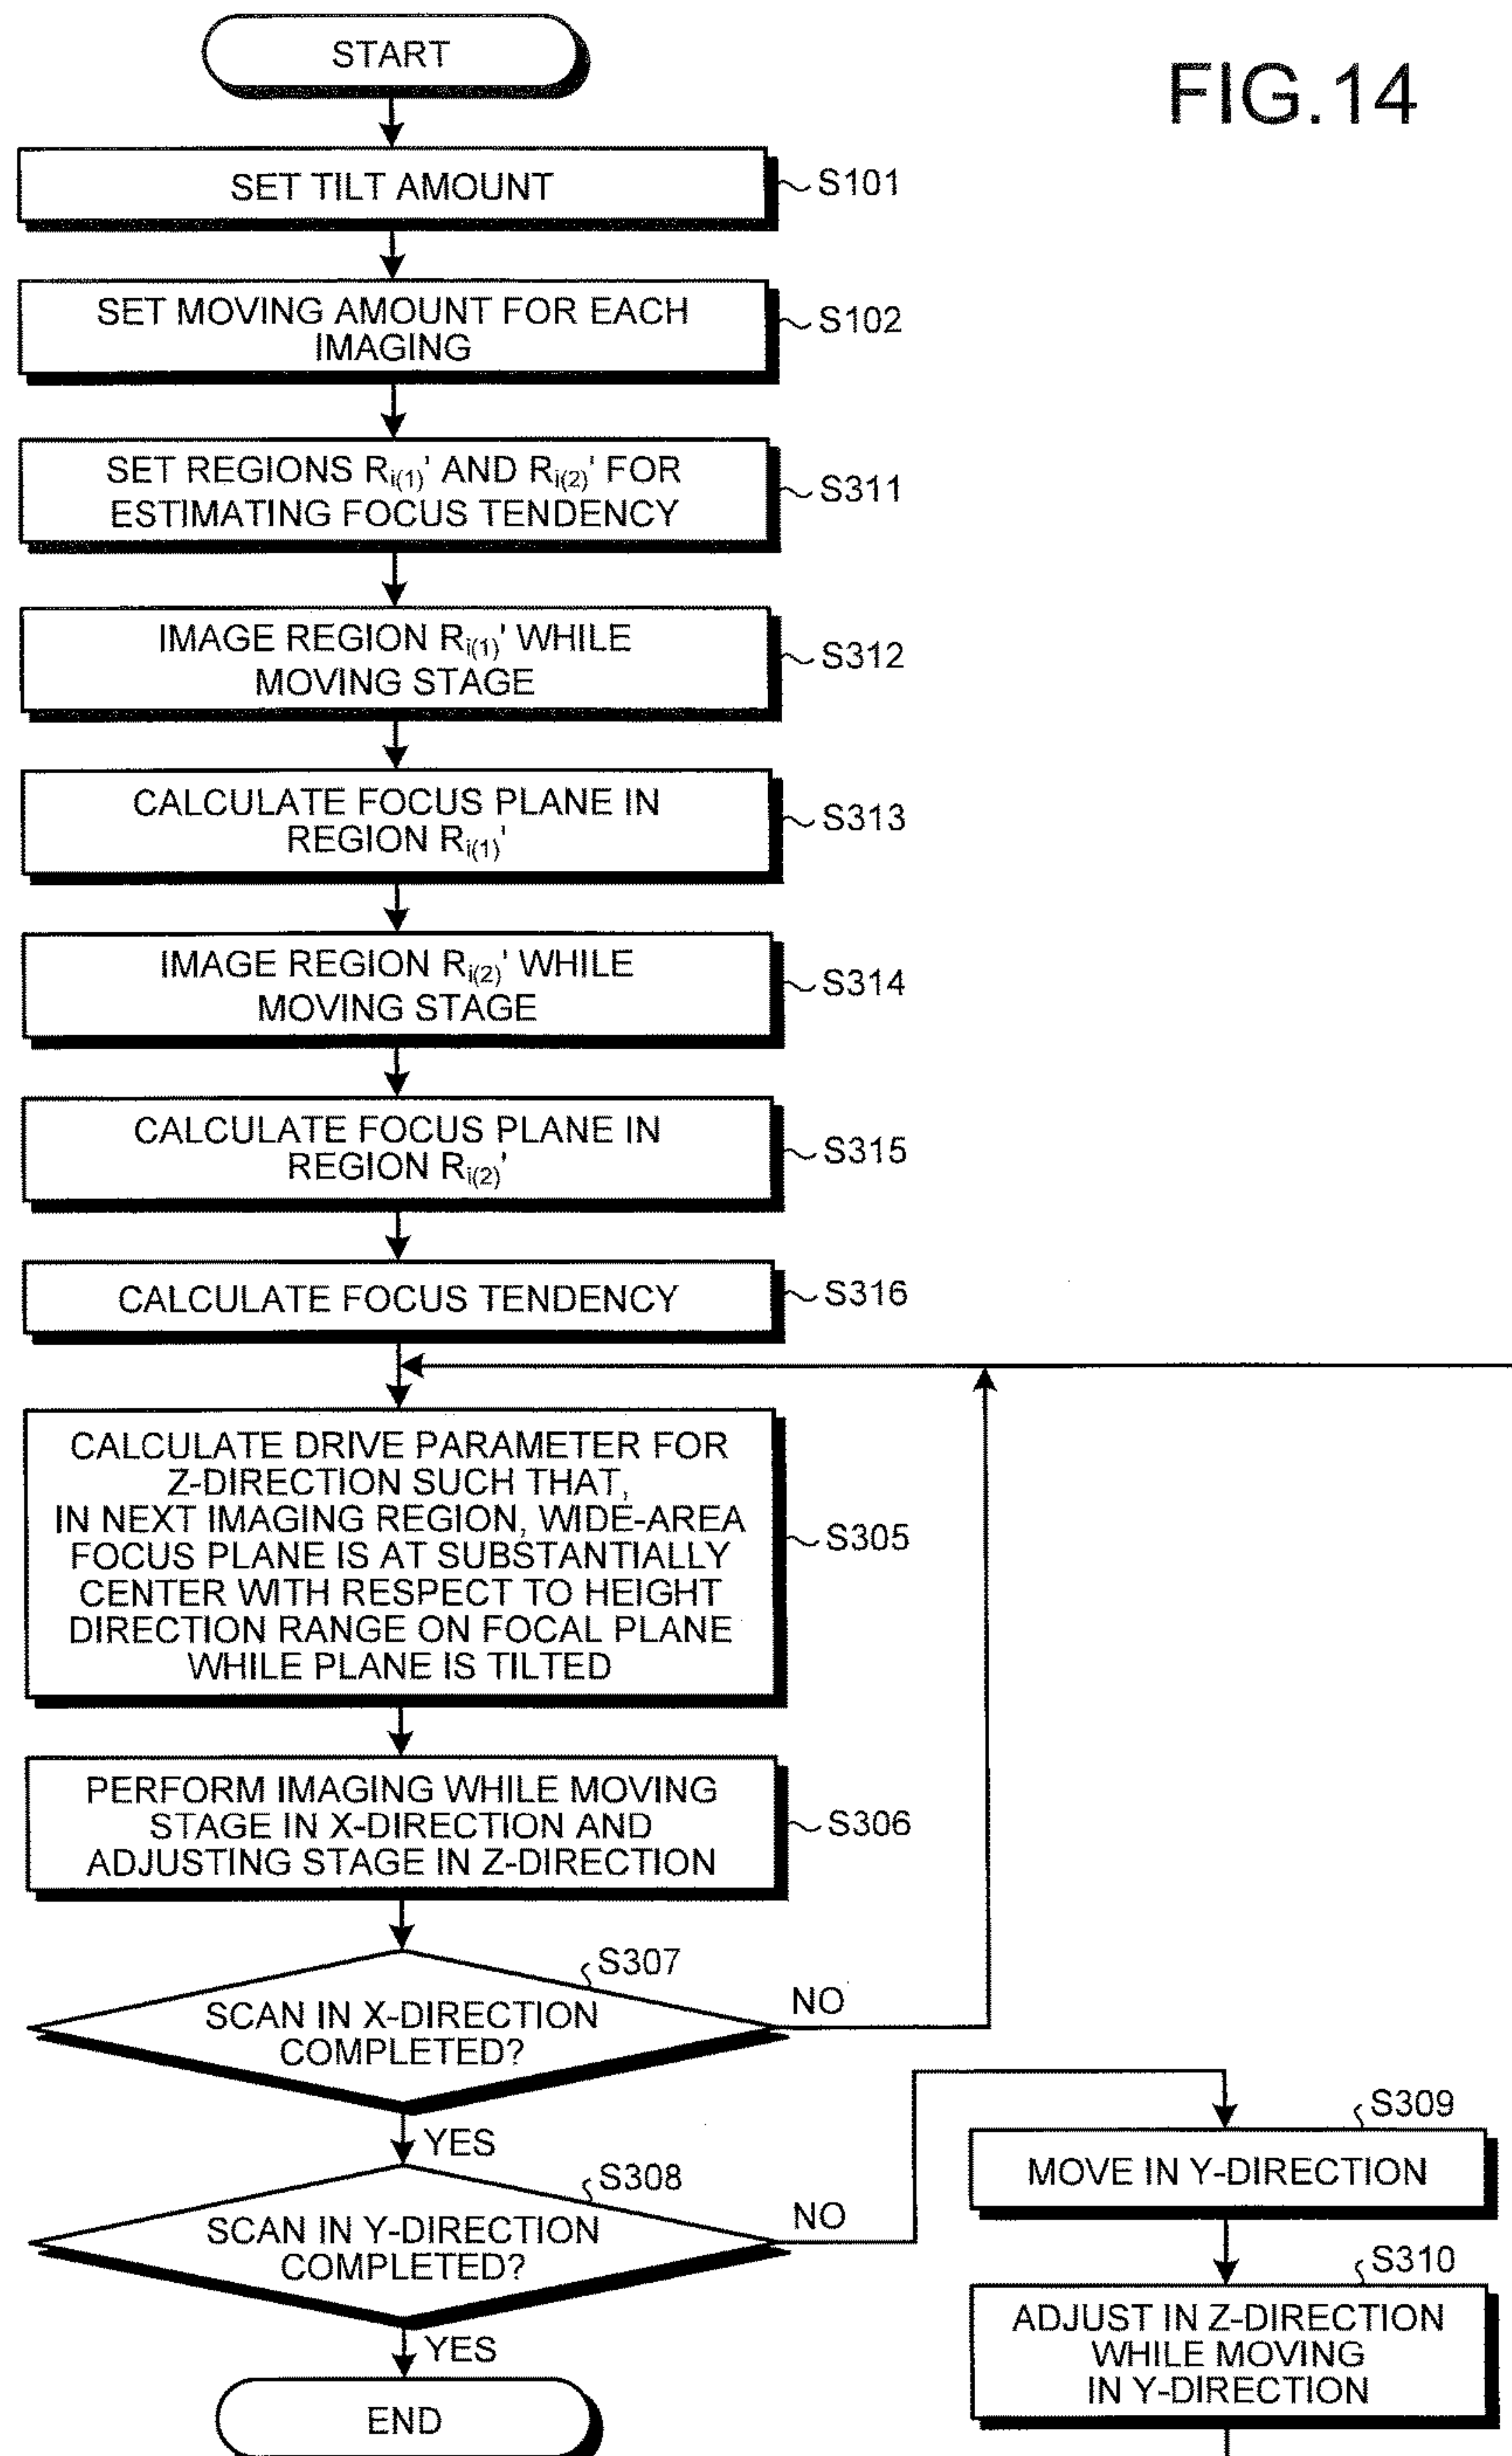 START
FIG.14
SET TILT AMOUNT
S101
SET MOVING AMOUNT FOR EACH
IMAGING
S102
SET REGIONS Ri(1)' AND Ri(2)' FOR
ESTIMATING FOCUS TENDENCY
S311
IMAGE REGION Ri(1)' WHILE
MOVING STAGE
S312
CALCULATE FOCUS PLANE IN
REGION Ri(1)'
S313
IMAGE REGION Ri(2)' WHILE
MOVING STAGE
S314
CALCULATE FOCUS PLANE IN
REGION Ri(2)'
S315
CALCULATE FOCUS TENDENCY
S316
CALCULATE DRIVE PARAMETER FOR
Z-DIRECTION SUCH THAT,
IN NEXT IMAGING REGION, WIDE-AREA
FOCUS PLANE IS AT SUBSTANTIALLY
CENTER WITH RESPECT TO HEIGHT
DIRECTION RANGE ON FOCAL PLANE
WHILE PLANE IS TILTED
S305
PERFORM IMAGING WHILE MOVING
STAGE IN X-DIRECTION AND
ADJUSTING STAGE IN Z-DIRECTION
S306
S307
SCAN IN X-DIRECTION
COMPLETED?
NO
YES
S308
SCAN IN Y-DIRECTION
COMPLETED?
NO
YES
END
S309
MOVE IN Y-DIRECTION
S310
ADJUST IN Z-DIRECTION
WHILE MOVING
IN Y-DIRECTION